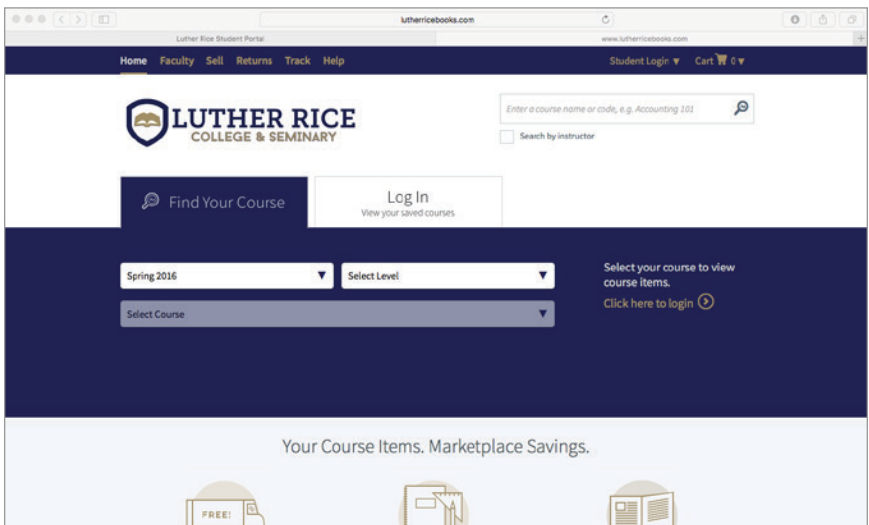 lutherricebooks.com
Luther Rice Student Portal www.lutherricebooks.com
Home Faculty Sell Returns Track Help Student Login Cart 0
LUTHER RICE
COLLEGE & SEMINARY
Enter a course name or code, e.g. Accounting 101
Search by instructor
Find Your Course
Log In
View your saved courses
Spring 2016 Select Level
Select Course
Select your course to view
course items.
Click here to login
Your Course Items. Marketplace Savings.
FREE!